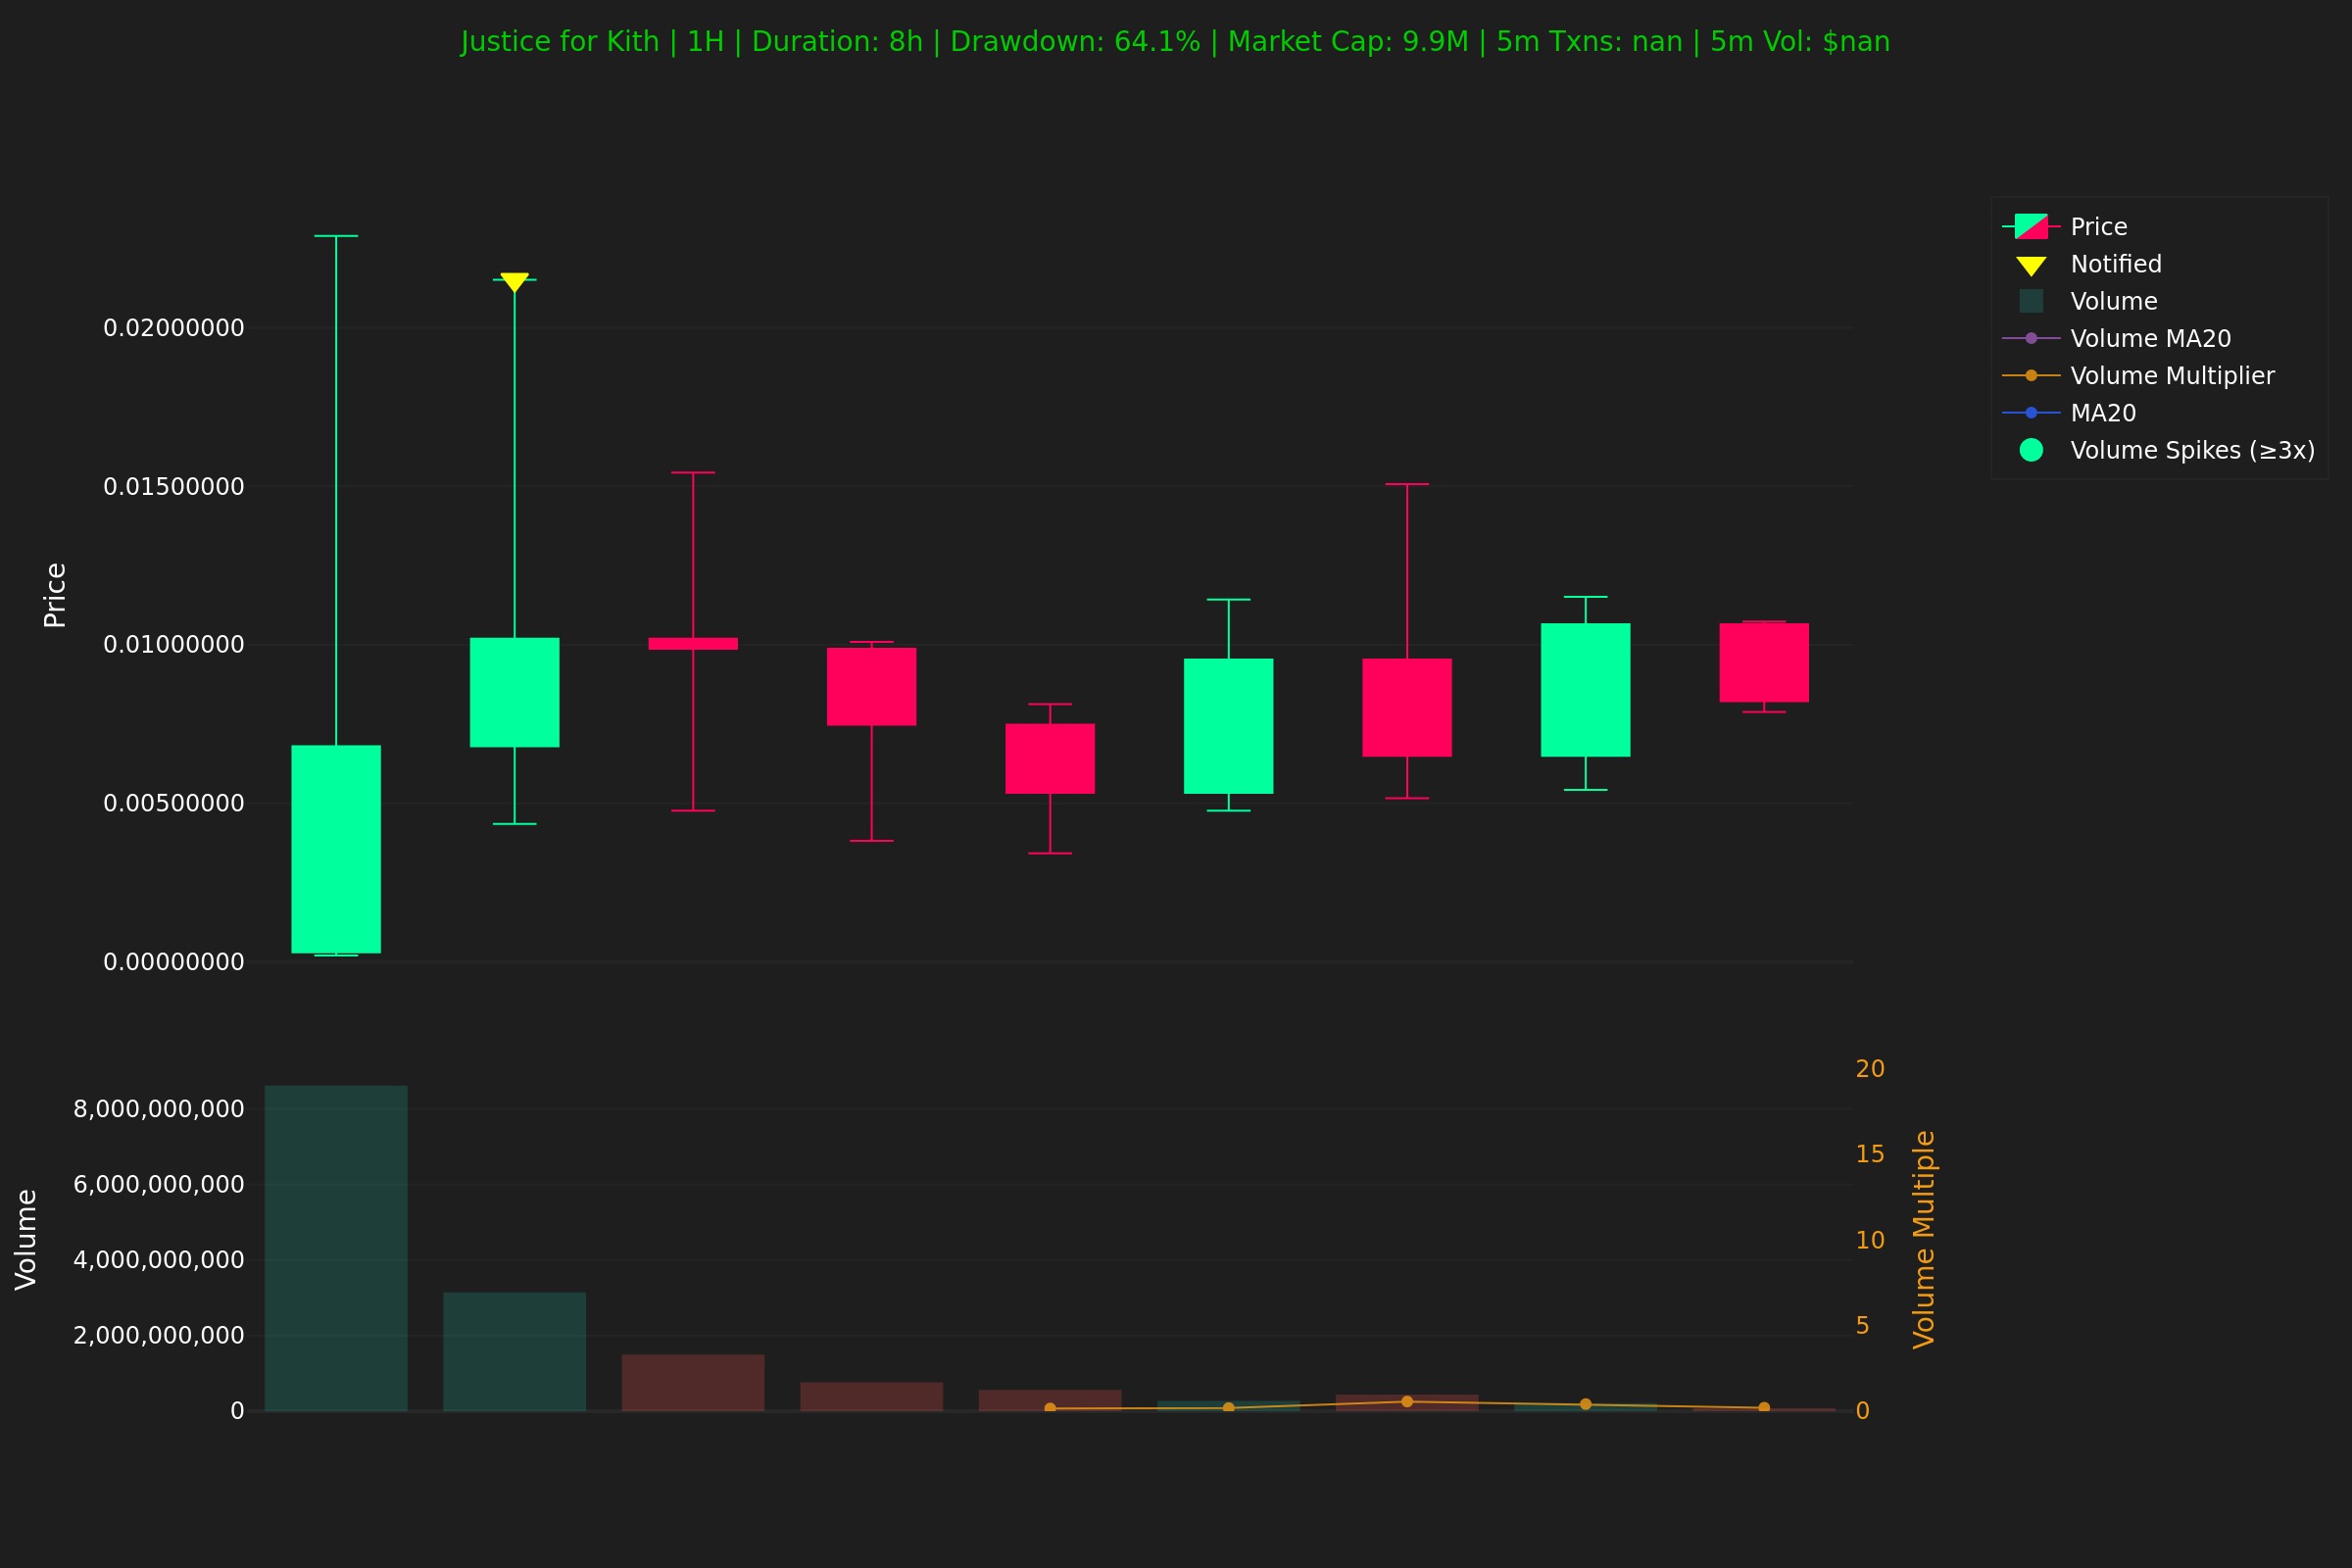 Justice for Kith | 1H | Duration: 8h | Drawdown: 64.1% | Market Cap: 9.9M | 5m Txns: nan | 5m Vol: $nan
Price
0.02000000
0.01500000
0.01000000
0.00500000
0.00000000
Price
Notified
Volume
Volume MA20
Volume Multiplier
MA20
Volume Spikes (≥3x)
Volume
8,000,000,000
6,000,000,000
4,000,000,000
2,000,000,000
0
20
15
10
5
0
Volume Multiple